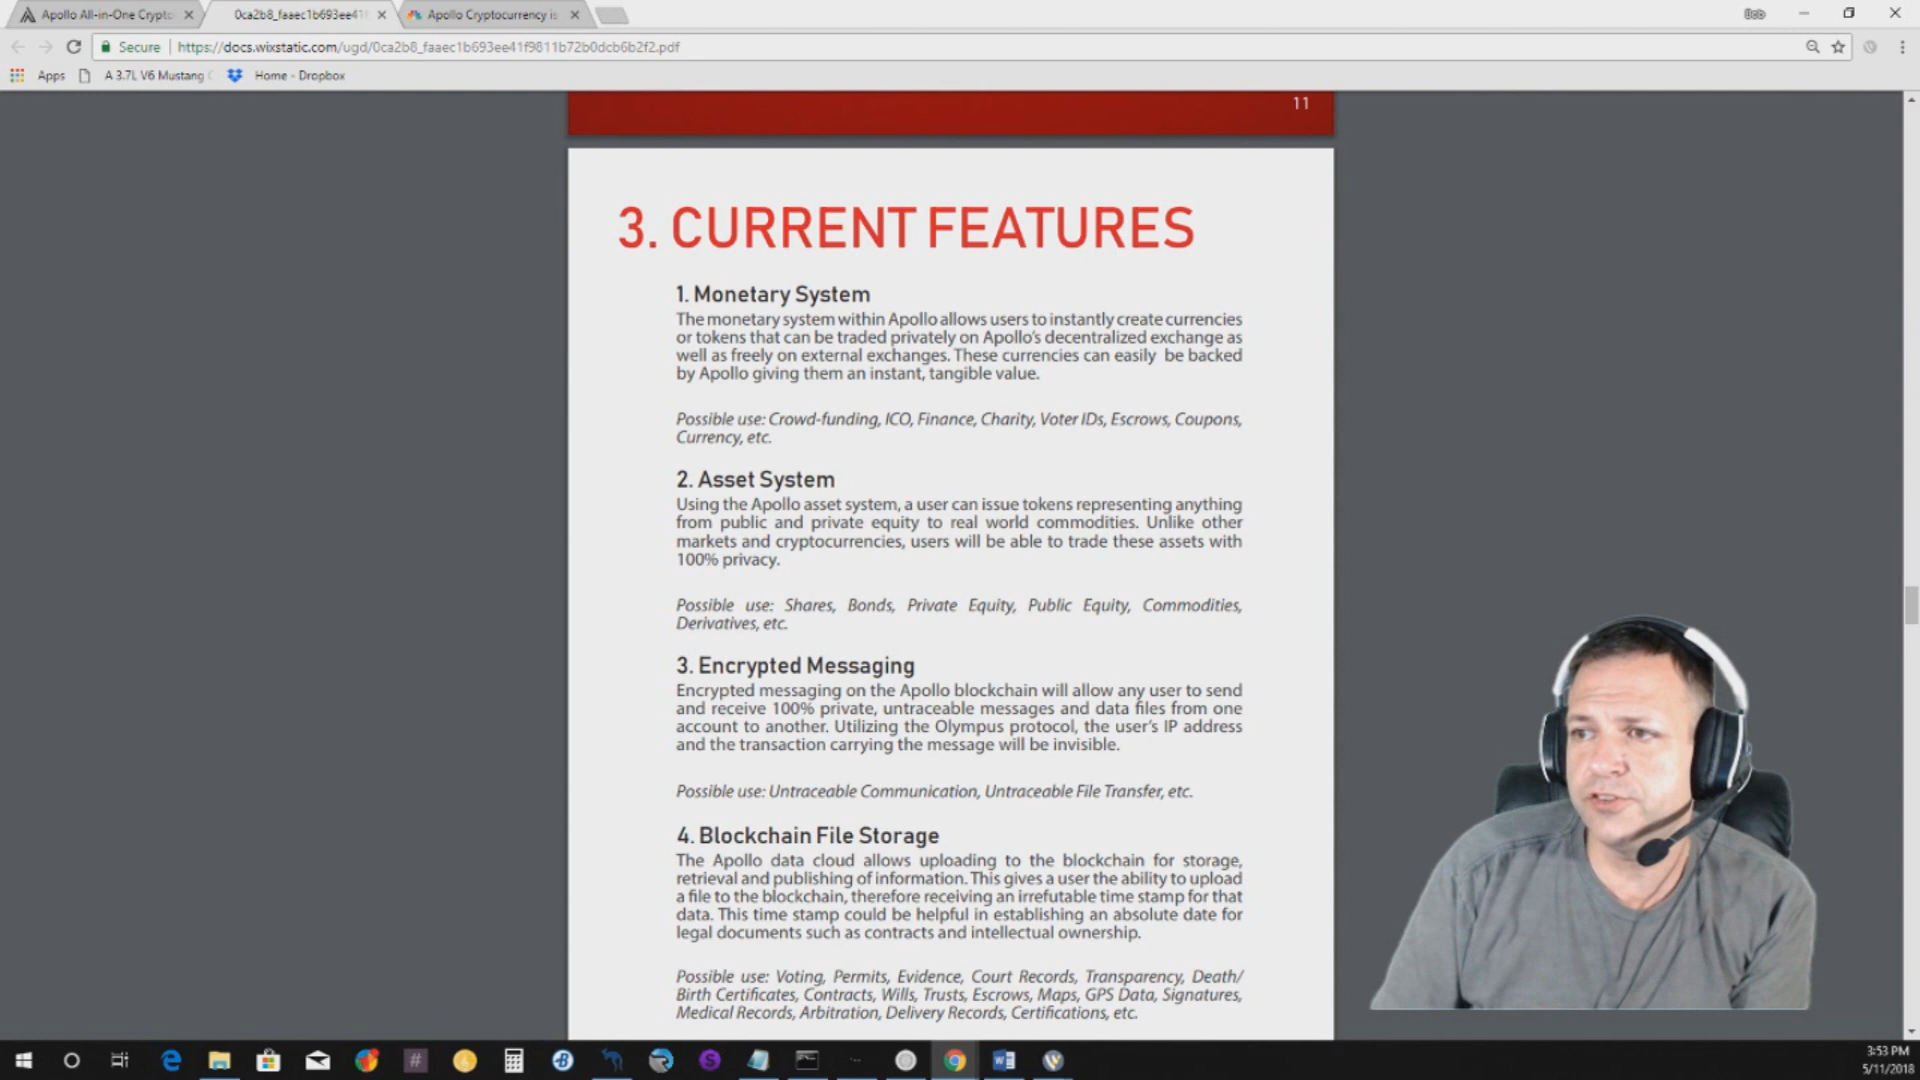 Apollo All-in-One Crypto
0ca2b8_faaec1b693ee41f
Apollo Cryptocurrency is
Bob
Secure
https://docs.wixstatic.com/ugd/0ca2b8_faaec1b693ee41f9811b72b0dcb6b2f2.pdf
Apps
A 3.7L V6 Mustang
Home - Dropbox
11
3. CURRENT FEATURES
1. Monetary System
The monetary system within Apollo allows users to instantly create currencies
or tokens that can be traded privately on Apollo's decentralized exchange as
well as freely on external exchanges. These currencies can easily be backed
by Apollo giving them an instant, tangible value.
Possible use: Crowd-funding, ICO, Finance, Charity, Voter IDs, Escrows, Coupons,
Currency, etc.
2. Asset System
Using the Apollo asset system, a user can issue tokens representing anything
from public and private equity to real world commodities. Unlike other
markets and cryptocurrencies, users will be able to trade these assets with
100% privacy.
Possible use: Shares, Bonds, Private Equity, Public Equity, Commodities,
Derivatives, etc.
3. Encrypted Messaging
Encrypted messaging on the Apollo blockchain will allow any user to send
and receive 100% private, untraceable messages and data files from one
account to another. Utilizing the Olympus protocol, the user's IP address
and the transaction carrying the message will be invisible.
Possible use: Untraceable Communication, Untraceable File Transfer, etc.
4. Blockchain File Storage
The Apollo data cloud allows uploading to the blockchain for storage,
retrieval and publishing of information. This gives a user the ability to upload
a file to the blockchain, therefore receiving an irrefutable time stamp for that
data. This time stamp could be helpful in establishing an absolute date for
legal documents such as contracts and intellectual ownership.
Possible use: Voting, Permits, Evidence, Court Records, Transparency, Death/
Birth Certificates, Contracts, Wills, Trusts, Escrows, Maps, GPS Data, Signatures,
Medical Records, Arbitration, Delivery Records, Certifications, etc.
3:53 PM
5/11/2018